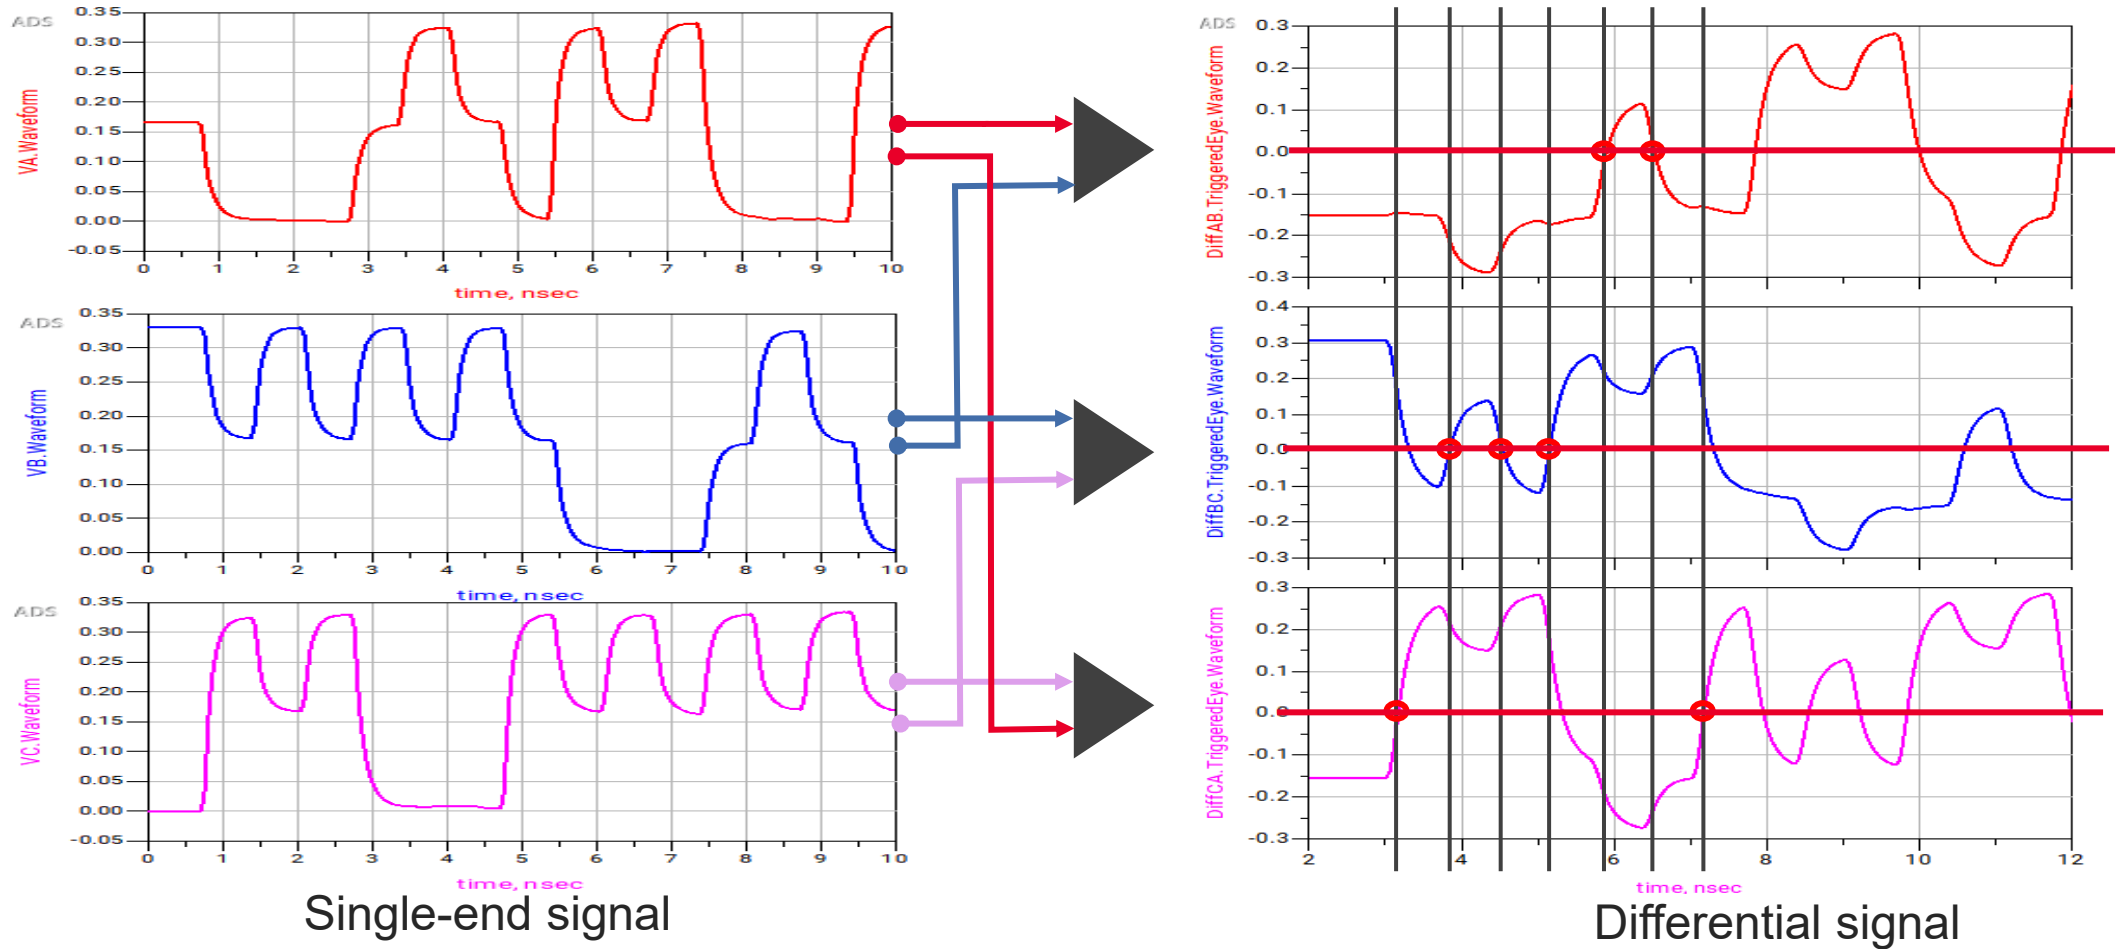 ADS
VA.Waveform
0.35
0.30
0.25
0.20
0.15
0.10
0.05
0.00
-0.05
0 1 2 3 4 5 6 7 8 9 10
time, nsec
ADS
VB.Waveform
0.35
0.30
0.25
0.20
0.15
0.10
0.05
0.00
0 1 2 3 4 5 6 7 8 9 10
time, nsec
ADS
VC.Waveform
0.35
0.30
0.25
0.20
0.15
0.10
0.05
0.00
-0.05
0 1 2 3 4 5 6 7 8 9 10
time, nsec
Single-end signal
ADS
DiffAB.TriggeredEye.Waveform
0.3
0.2
0.1
0.0
-0.1
-0.2
-0.3
DiffBC.TriggeredEye.Waveform
0.4
0.3
0.2
0.1
0.0
-0.1
-0.2
-0.3
DiffCA.TriggeredEye.Waveform
0.3
0.2
0.1
0.0
-0.1
-0.2
-0.3
2 4 6 8 10 12
time, nsec
Differential signal